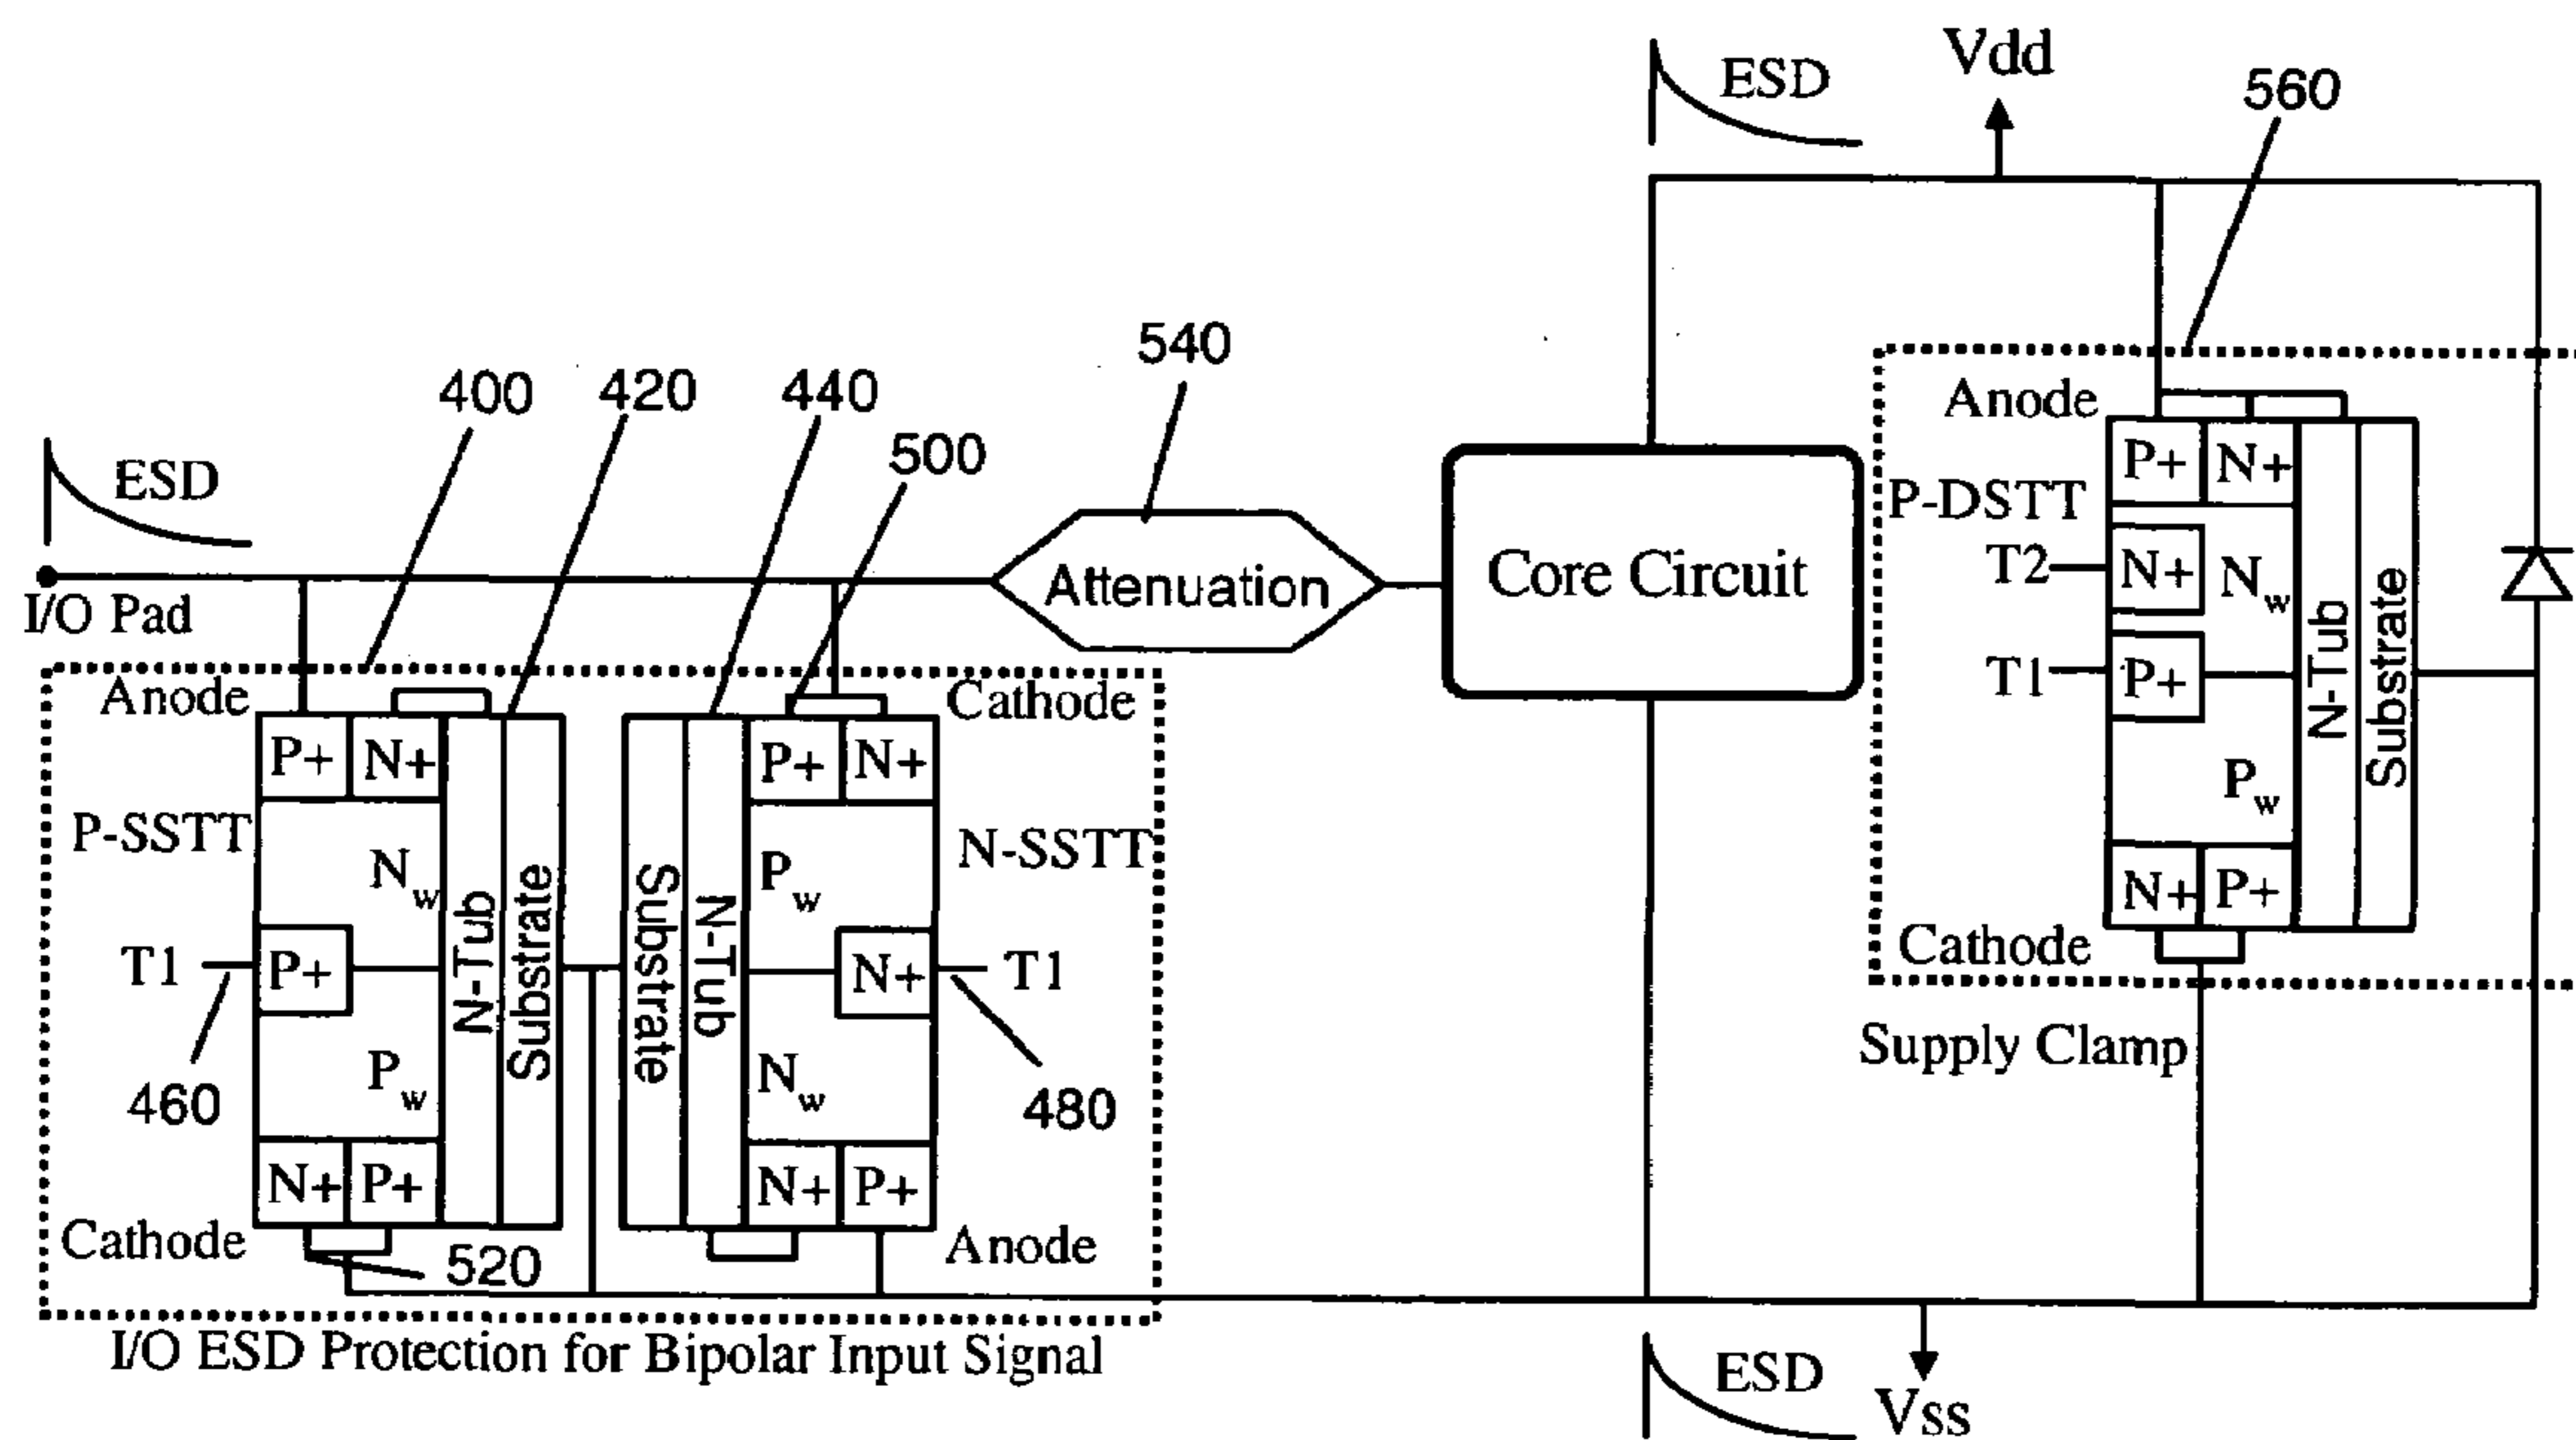 ESD
Vdd
560
540
400
420
440
500
ESD
I/O Pad
Attenuation
Core Circuit
Anode
P+
N+
P-DSTT
T2
N+
Nw
T1
P+
N-Tub
Substrate
Pw
N+
P+
Cathode
Supply Clamp
Anode
P+
N+
P-SSTT
Nw
T1
P+
N-Tub
Substrate
Pw
460
N+
P+
Cathode
520
Cathode
P+
N+
N-SSTT
Pw
Substrate
N-Tub
N+
T1
480
Nw
N+
P+
Anode
I/O ESD Protection for Bipolar Input Signal
ESD
Vss